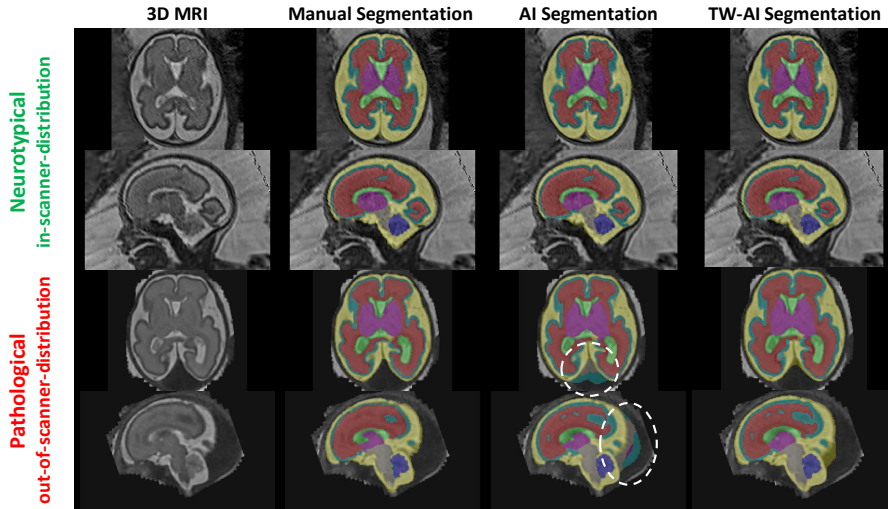 3D MRI
Manual Segmentation
AI Segmentation
TW-AI Segmentation
Neurotypical
in-scanner-distribution
Pathological
out-of-scanner-distribution